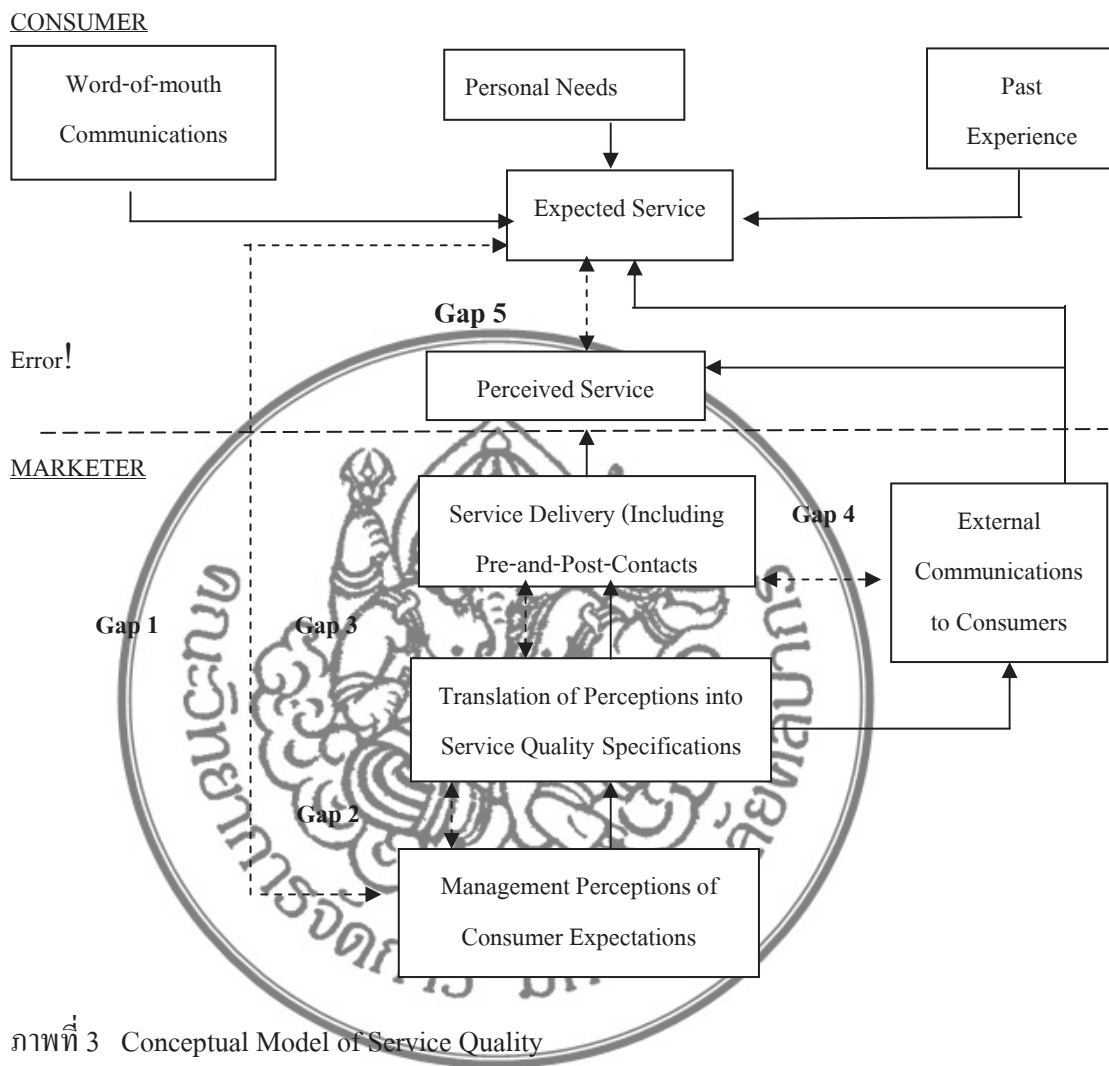 CONSUMER
Word-of-mouth
Communications
Personal Needs
Past
Experience
Expected Service
Gap 5
Error!
Perceived Service
MARKETER
Service Delivery (Including
Pre-and-Post-Contacts
Gap 4
External
Communications
to Consumers
Gap 1
Gap 3
Translation of Perceptions into
Service Quality Specifications
Gap 2
Management Perceptions of
Consumer Expectations
ภาพที่ 3 Conceptual Model of Service Quality